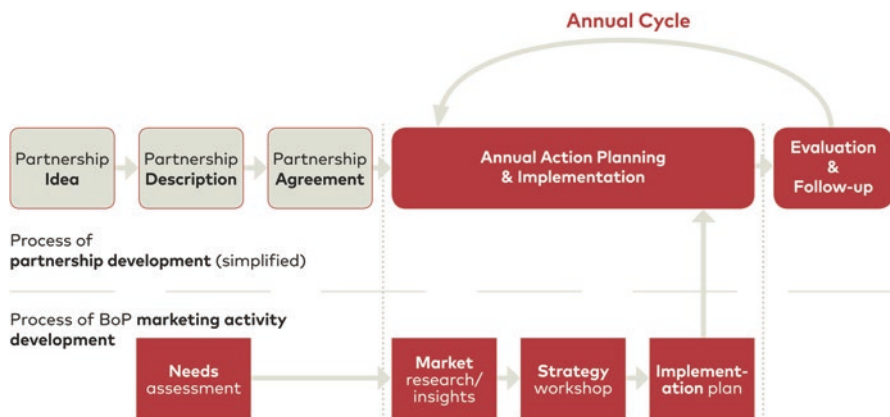 Annual Cycle
Partnership
Idea
Partnership
Description
Partnership
Agreement
Annual Action Planning
& Implementation
Evaluation
&
Follow-up
Process of
partnership development (simplified)
Process of BoP marketing activity
development
Needs
assessment
Market
research/
insights
Strategy
workshop
Implement-
ation plan